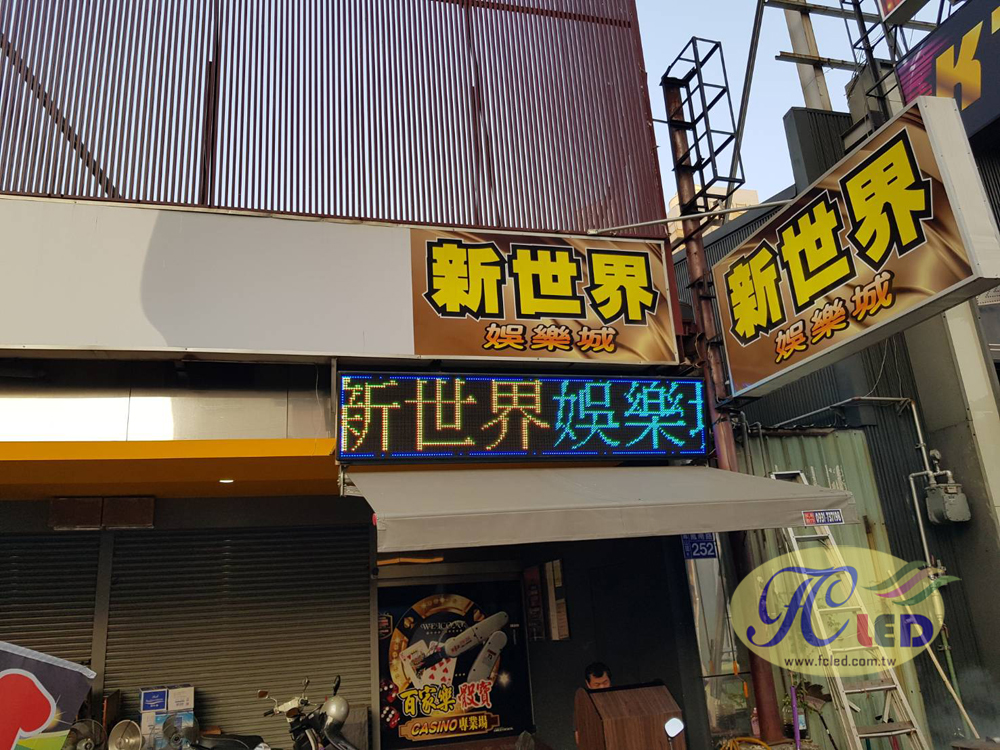 K
新世界
娛樂城
新世界
娛樂城
新世界娛樂
0931
252
WELCOME
百家樂 骰寶
CASINO專業場
FC LED
www.fcled.com.tw